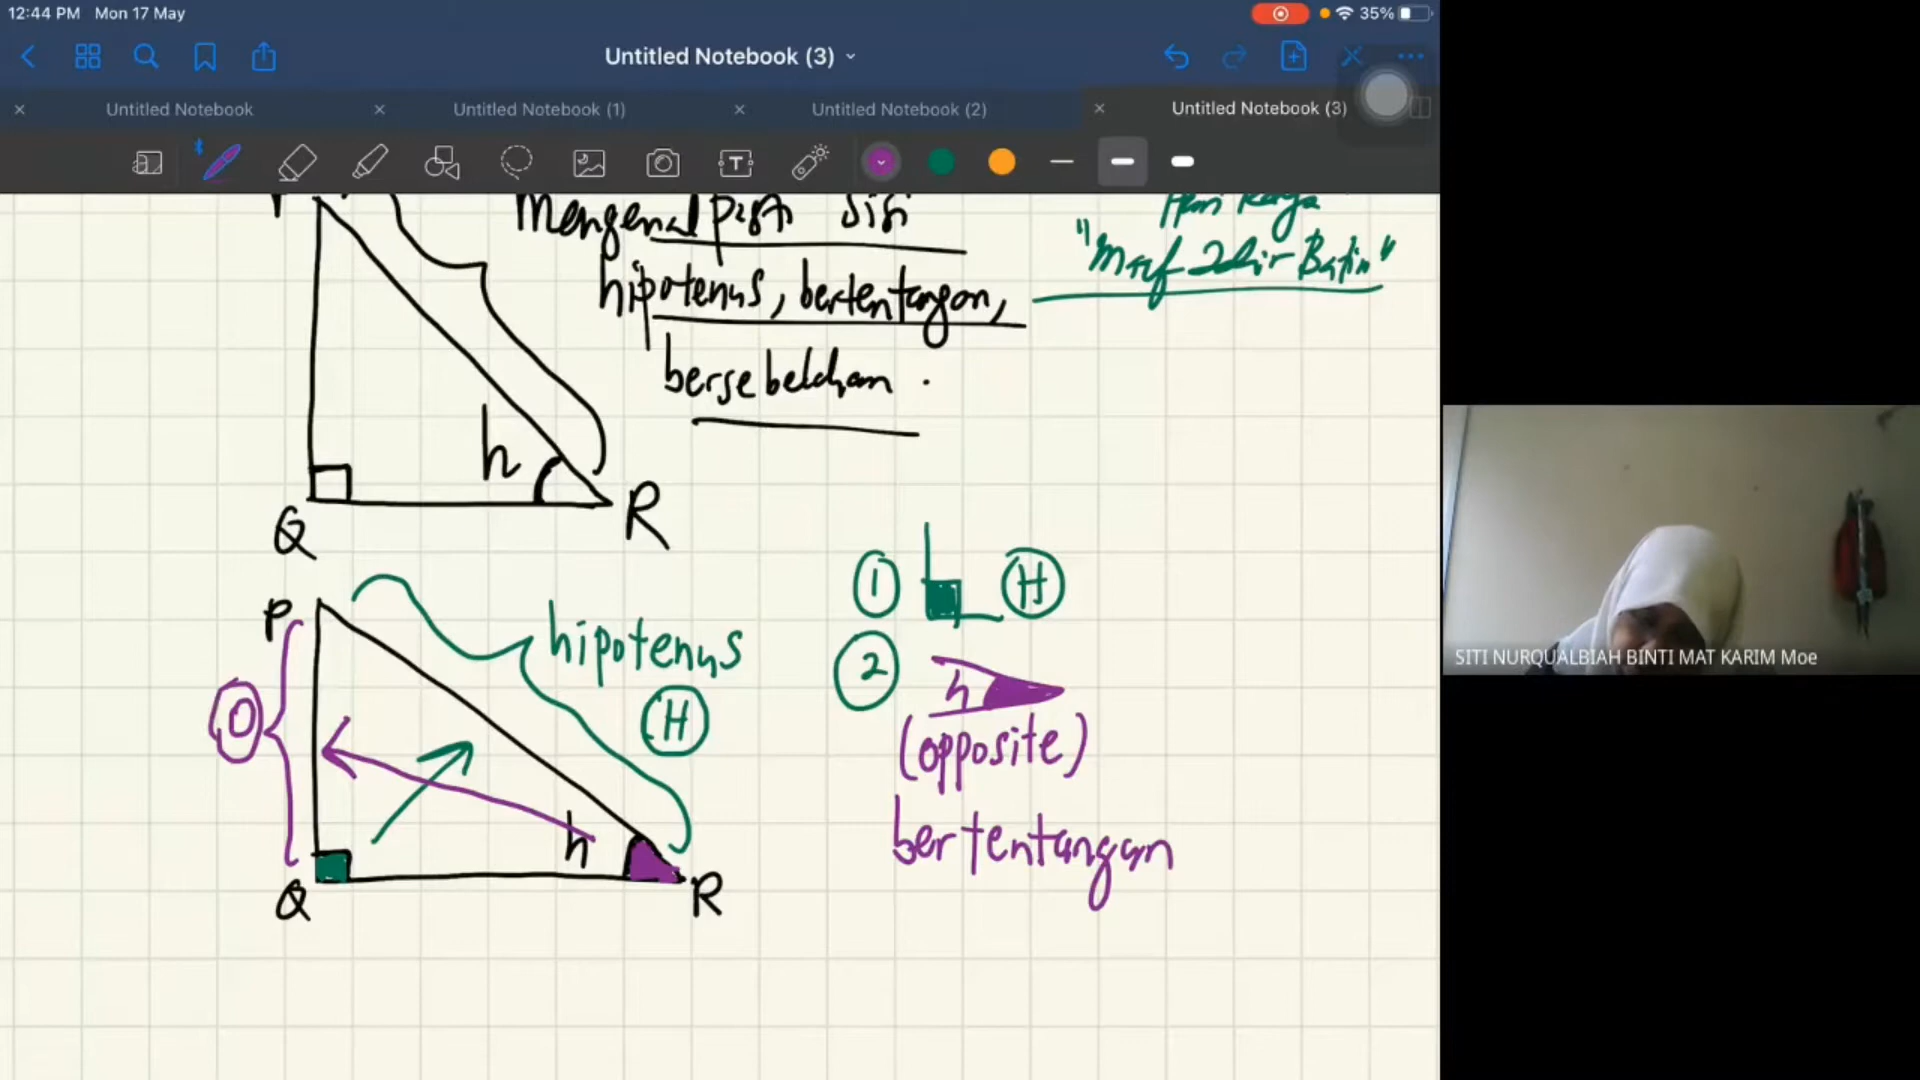 12:44 PM Mon 17 May
35%
Untitled Notebook (3)
Untitled Notebook
Untitled Notebook (1)
Untitled Notebook (2)
Untitled Notebook (3)
T
Mengenal pasti sisi
hipotenus, bertentangan,
bersebelahan .
Hari Raya
"Maaf Zahir Batin"
h
Q
R
P
hipotenus
H
O
h
Q
R
1
H
2
h
(opposite)
bertentangan
SITI NURQUALBIAH BINTI MAT KARIM Moe